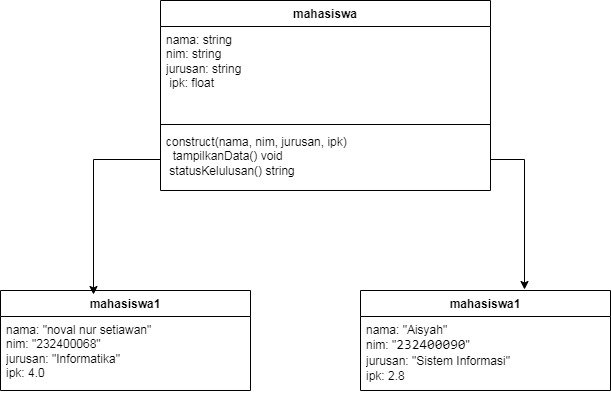 mahasiswa
nama: string
nim: string
jurusan: string
ipk: float
construct(nama, nim, jurusan, ipk)
tampilkanData() void
statusKelulusan() string
mahasiswa1
nama: "noval nur setiawan"
nim: "232400068"
jurusan: "Informatika"
ipk: 4.0
mahasiswa1
nama: "Aisyah"
nim: "232400090"
jurusan: "Sistem Informasi"
ipk: 2.8